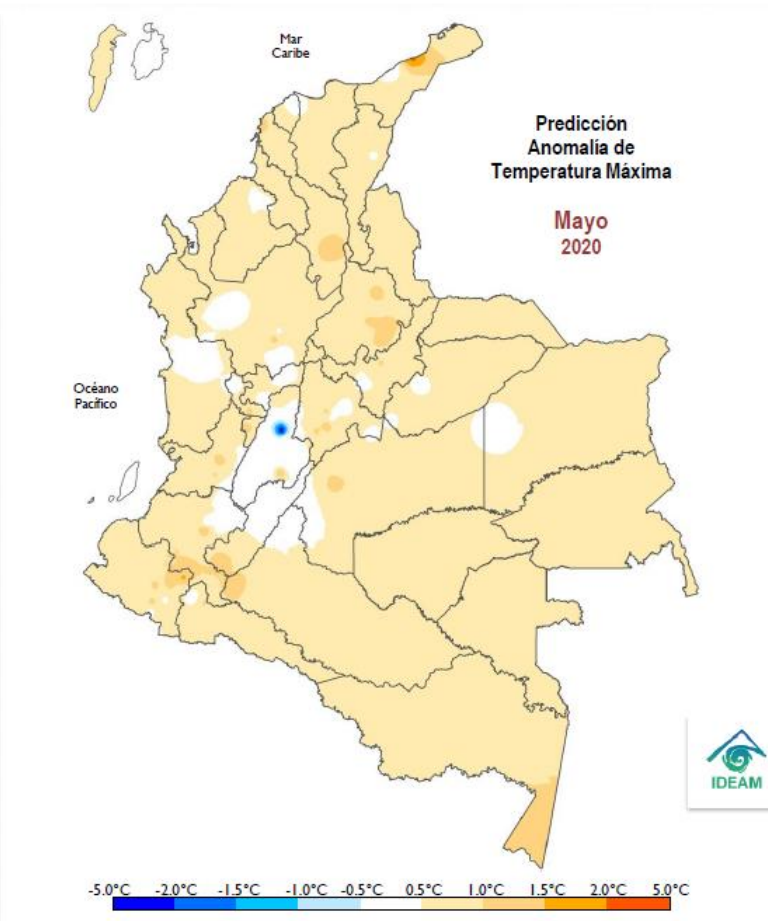 Mar
Caribe
Predicción
Anomalía de
Temperatura Máxima
Mayo
2020
Océano
Pacífico
IDEAM
-5.0°C -2.0°C -1.5°C -1.0°C -0.5°C 0.5°C 1.0°C 1.5°C 2.0°C 5.0°C